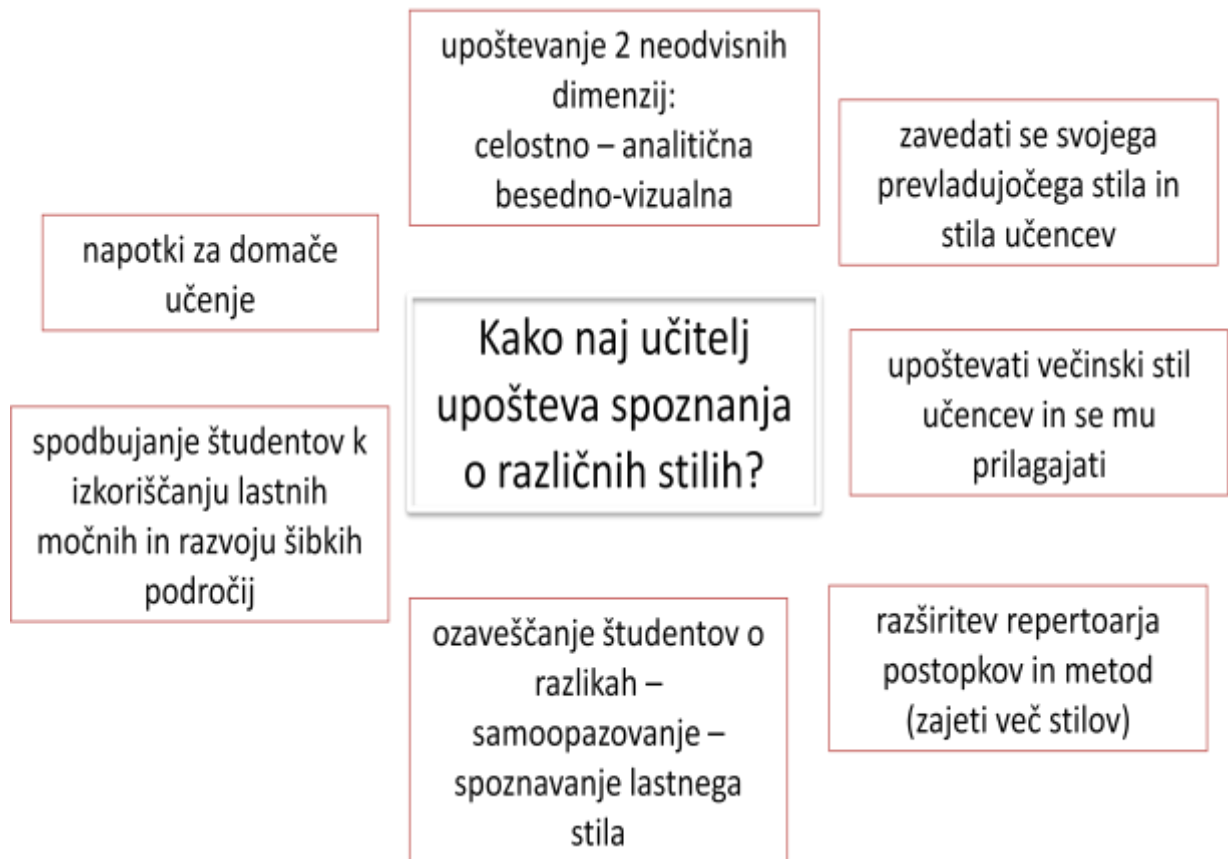 upoštevanje 2 neodvisnih
dimenzij:
celostno – analitična
besedno-vizualna
zavedati se svojega
prevladujočega stila in
stila učencev
napotki za domače
učenje
Kako naj učitelj
upošteva spoznanja
o različnih stilih?
upoštevati večinski stil
učencev in se mu
prilagajati
spodbujanje študentov k
izkoriščanju lastnih
močnih in razvoju šibkih
področij
ozaveščanje študentov o
razlikah –
samoopazovanje –
spoznavanje lastnega
stila
razširitev repertoarja
postopkov in metod
(zajeti več stilov)